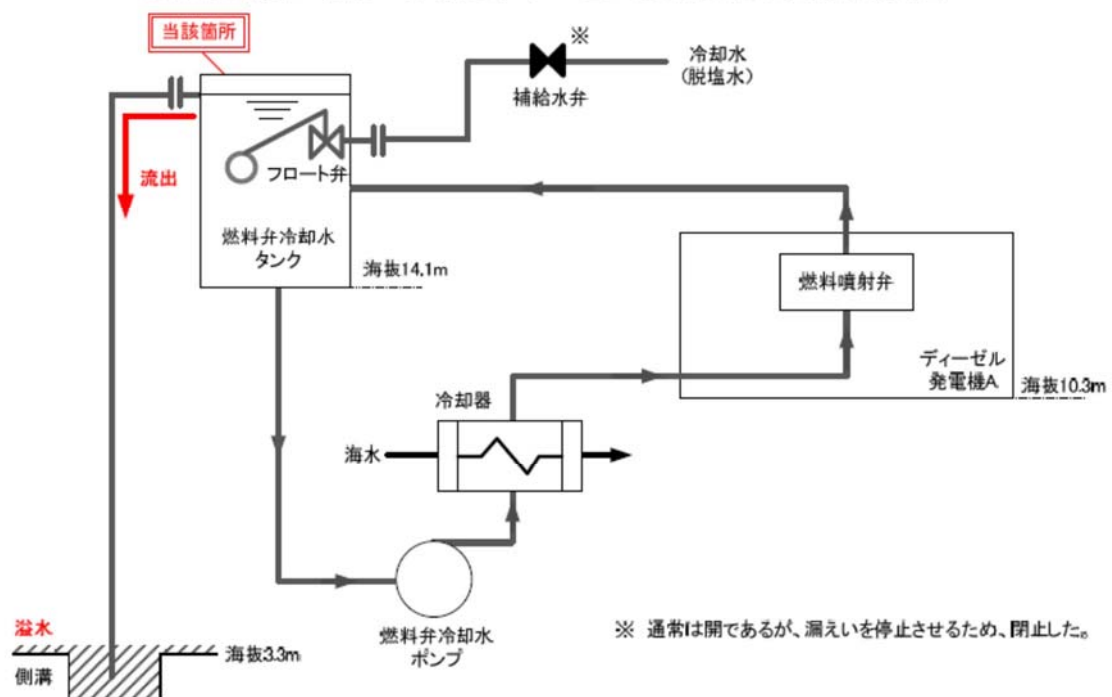 当該箇所
※
冷却水
(脱塩水)
補給水弁
流出
フロート弁
燃料弁冷却水
タンク
海抜14.1m
燃料噴射弁
ディーゼル
発電機A
海抜10.3m
冷却器
海水
燃料弁冷却水
ポンプ
溢水
側溝
海抜3.3m
※ 通常は開であるが、漏えいを停止させるため、閉止した。